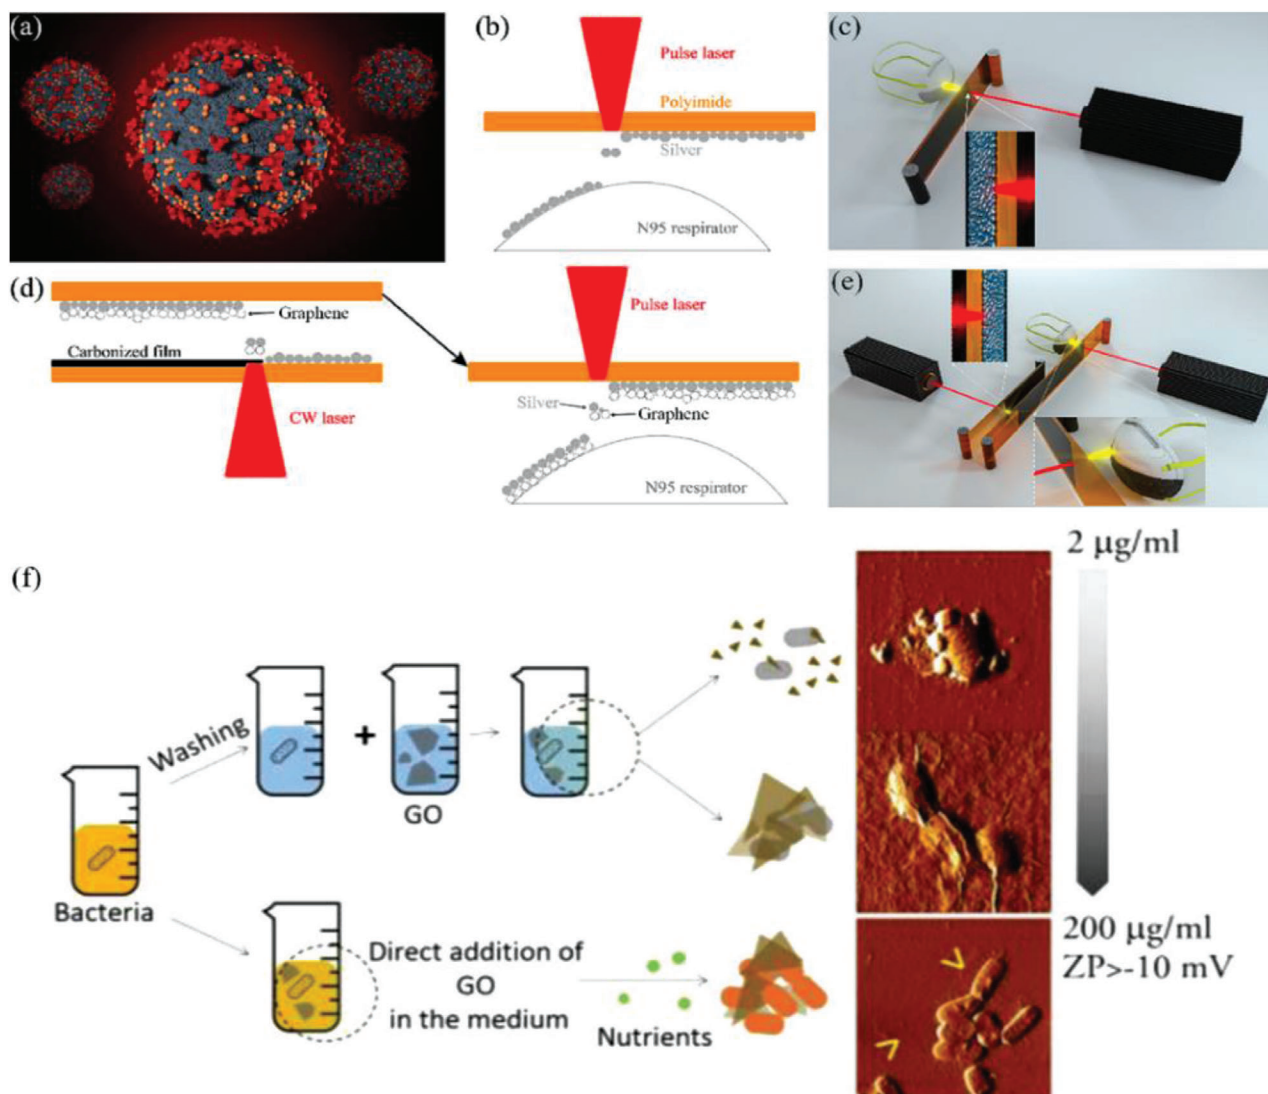 (a)
(b)
Pulse laser
Polyimide
Silver
N95 respirator
(c)
(d)
Graphene
Carbonized film
CW laser
Pulse laser
Silver
Graphene
N95 respirator
(e)
(f)
Bacteria
Washing
+
GO
Direct addition of
GO
in the medium
Nutrients
2 μg/ml
200 μg/ml
ZP>-10 mV